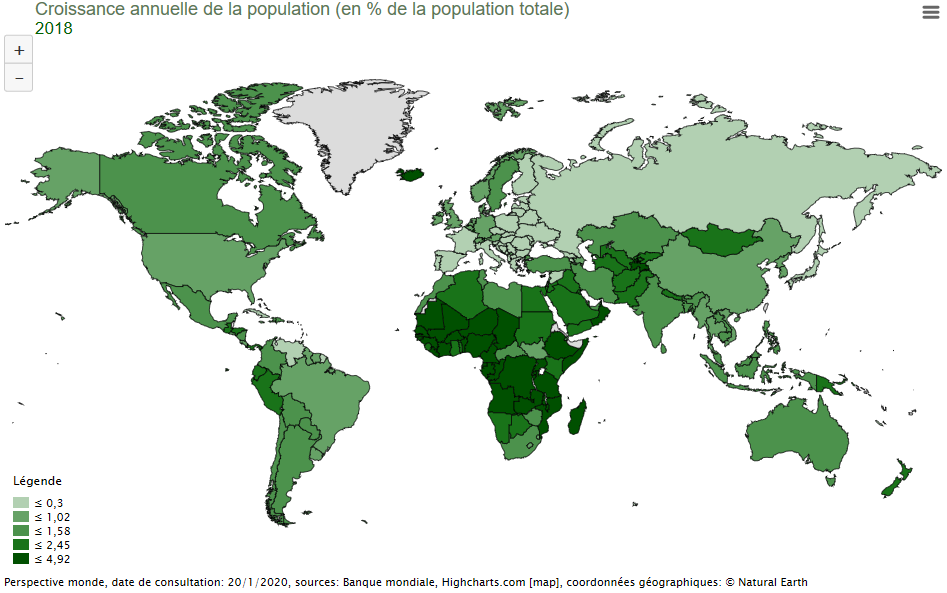 Croissance annuelle de la population (en % de la population totale)
2018
+
−
Légende
≤ 0,3
≤ 1,02
≤ 1,58
≤ 2,45
≤ 4,92
Perspective monde, date de consultation: 20/1/2020, sources: Banque mondiale, Highcharts.com [map], coordonnées géographiques: © Natural Earth